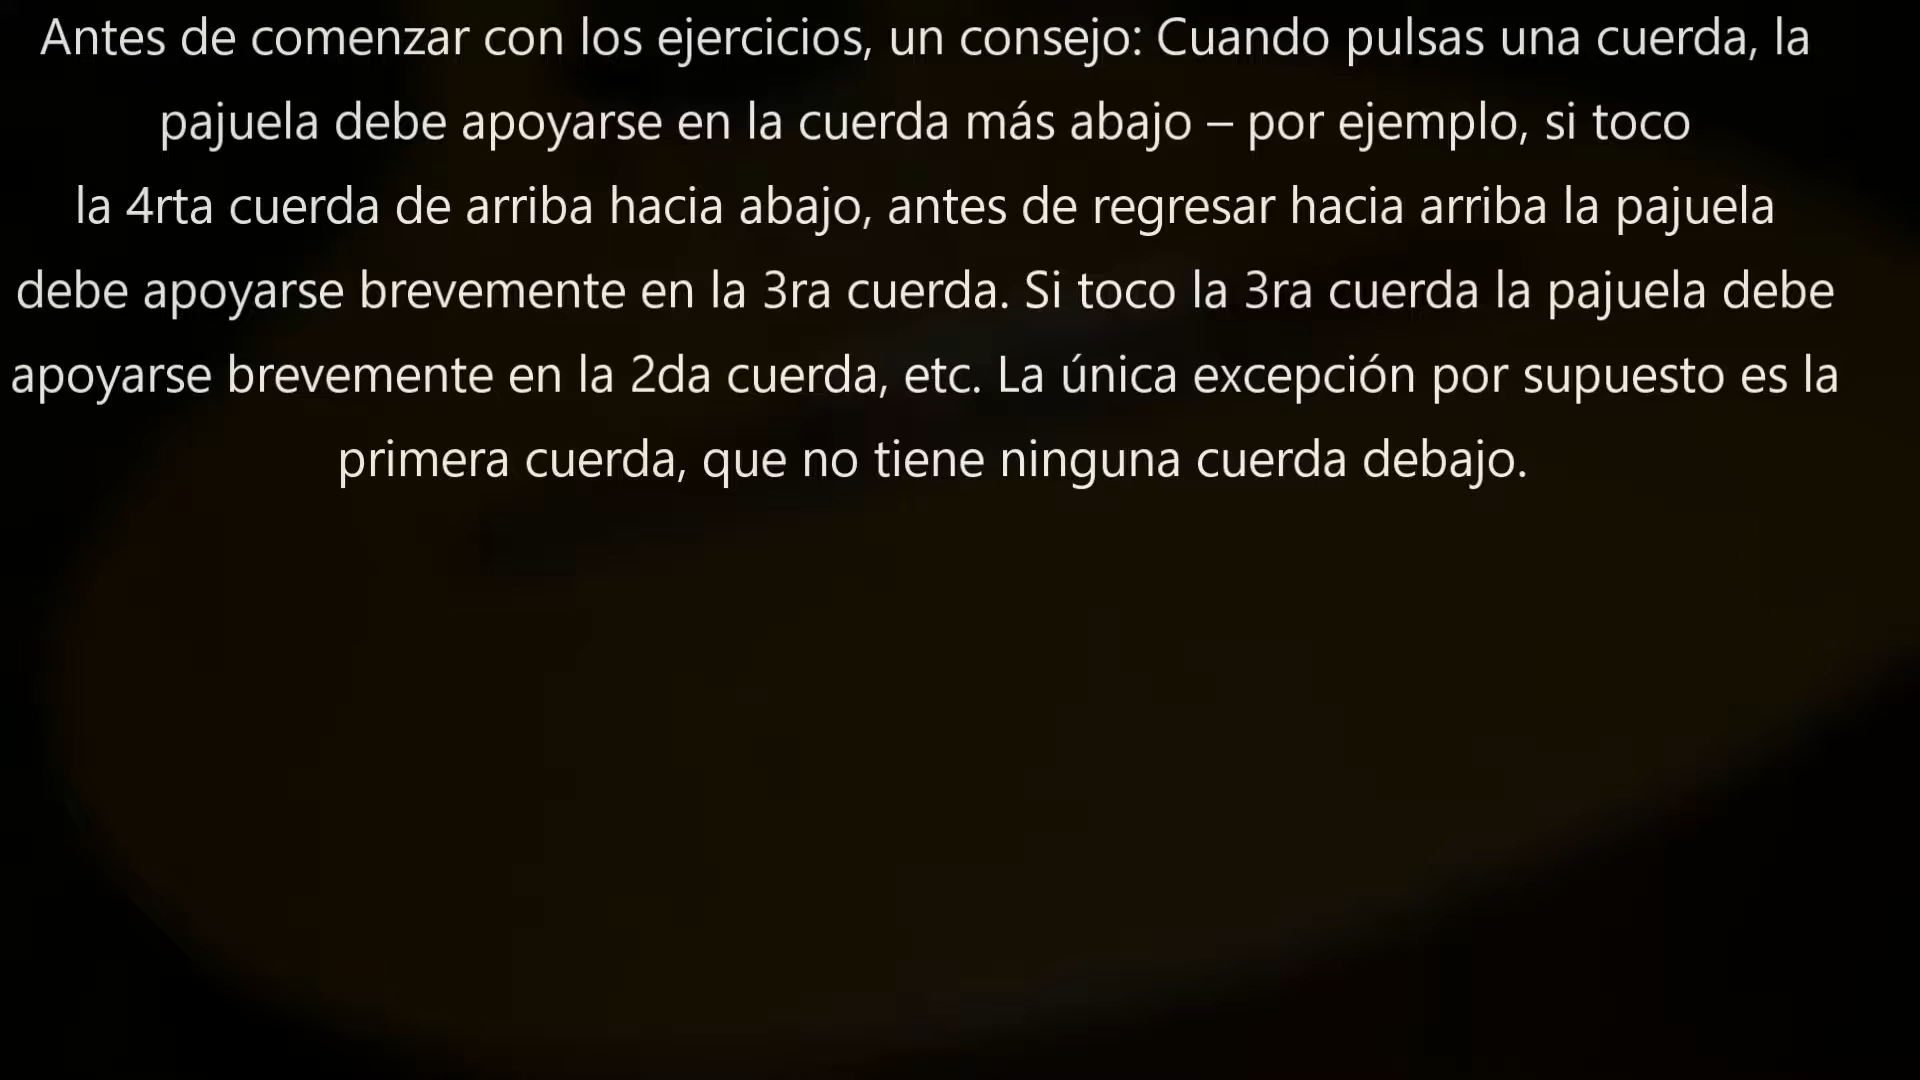 Antes de comenzar con los ejercicios, un consejo: Cuando pulsas una cuerda, la
pajuela debe apoyarse en la cuerda más abajo – por ejemplo, si toco
la 4rta cuerda de arriba hacia abajo, antes de regresar hacia arriba la pajuela
debe apoyarse brevemente en la 3ra cuerda. Si toco la 3ra cuerda la pajuela debe
apoyarse brevemente en la 2da cuerda, etc. La única excepción por supuesto es la
primera cuerda, que no tiene ninguna cuerda debajo.